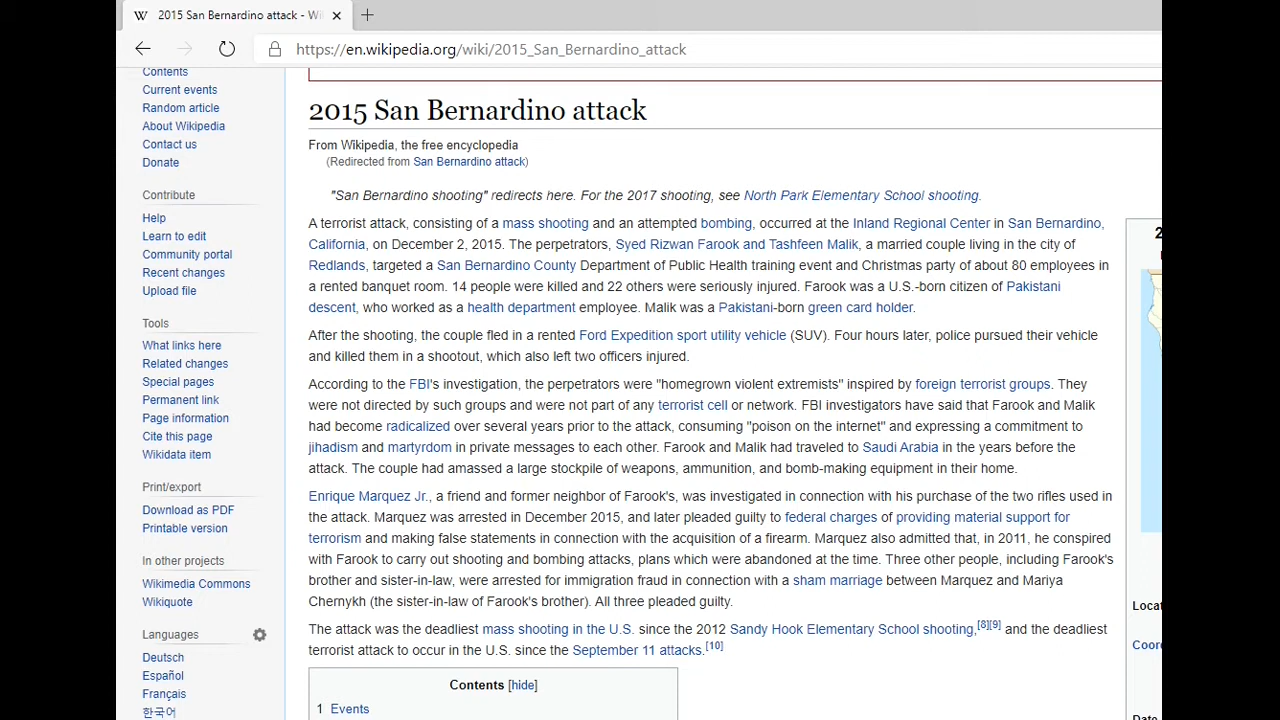 2015 San Bernardino attack - Wi
https://en.wikipedia.org/wiki/2015_San_Bernardino_attack
Contents
Current events
Random article
About Wikipedia
Contact us
Donate
Contribute
Help
Learn to edit
Community portal
Recent changes
Upload file
Tools
What links here
Related changes
Special pages
Permanent link
Page information
Cite this page
Wikidata item
Print/export
Download as PDF
Printable version
In other projects
Wikimedia Commons
Wikiquote
Languages
Deutsch
Español
Français
한국어
2015 San Bernardino attack
From Wikipedia, the free encyclopedia
(Redirected from San Bernardino attack)
"San Bernardino shooting" redirects here. For the 2017 shooting, see North Park Elementary School shooting.
A terrorist attack, consisting of a mass shooting and an attempted bombing, occurred at the Inland Regional Center in San Bernardino,
California, on December 2, 2015. The perpetrators, Syed Rizwan Farook and Tashfeen Malik, a married couple living in the city of
Redlands, targeted a San Bernardino County Department of Public Health training event and Christmas party of about 80 employees in
a rented banquet room. 14 people were killed and 22 others were seriously injured. Farook was a U.S.-born citizen of Pakistani
descent, who worked as a health department employee. Malik was a Pakistani-born green card holder.
After the shooting, the couple fled in a rented Ford Expedition sport utility vehicle (SUV). Four hours later, police pursued their vehicle
and killed them in a shootout, which also left two officers injured.
According to the FBI's investigation, the perpetrators were "homegrown violent extremists" inspired by foreign terrorist groups. They
were not directed by such groups and were not part of any terrorist cell or network. FBI investigators have said that Farook and Malik
had become radicalized over several years prior to the attack, consuming "poison on the internet" and expressing a commitment to
jihadism and martyrdom in private messages to each other. Farook and Malik had traveled to Saudi Arabia in the years before the
attack. The couple had amassed a large stockpile of weapons, ammunition, and bomb-making equipment in their home.
Enrique Marquez Jr., a friend and former neighbor of Farook's, was investigated in connection with his purchase of the two rifles used in
the attack. Marquez was arrested in December 2015, and later pleaded guilty to federal charges of providing material support for
terrorism and making false statements in connection with the acquisition of a firearm. Marquez also admitted that, in 2011, he conspired
with Farook to carry out shooting and bombing attacks, plans which were abandoned at the time. Three other people, including Farook's
brother and sister-in-law, were arrested for immigration fraud in connection with a sham marriage between Marquez and Mariya
Chernykh (the sister-in-law of Farook's brother). All three pleaded guilty.
The attack was the deadliest mass shooting in the U.S. since the 2012 Sandy Hook Elementary School shooting,[8][9] and the deadliest
terrorist attack to occur in the U.S. since the September 11 attacks.[10]
Contents [hide]
1 Events
2
Locat
Coord
Date